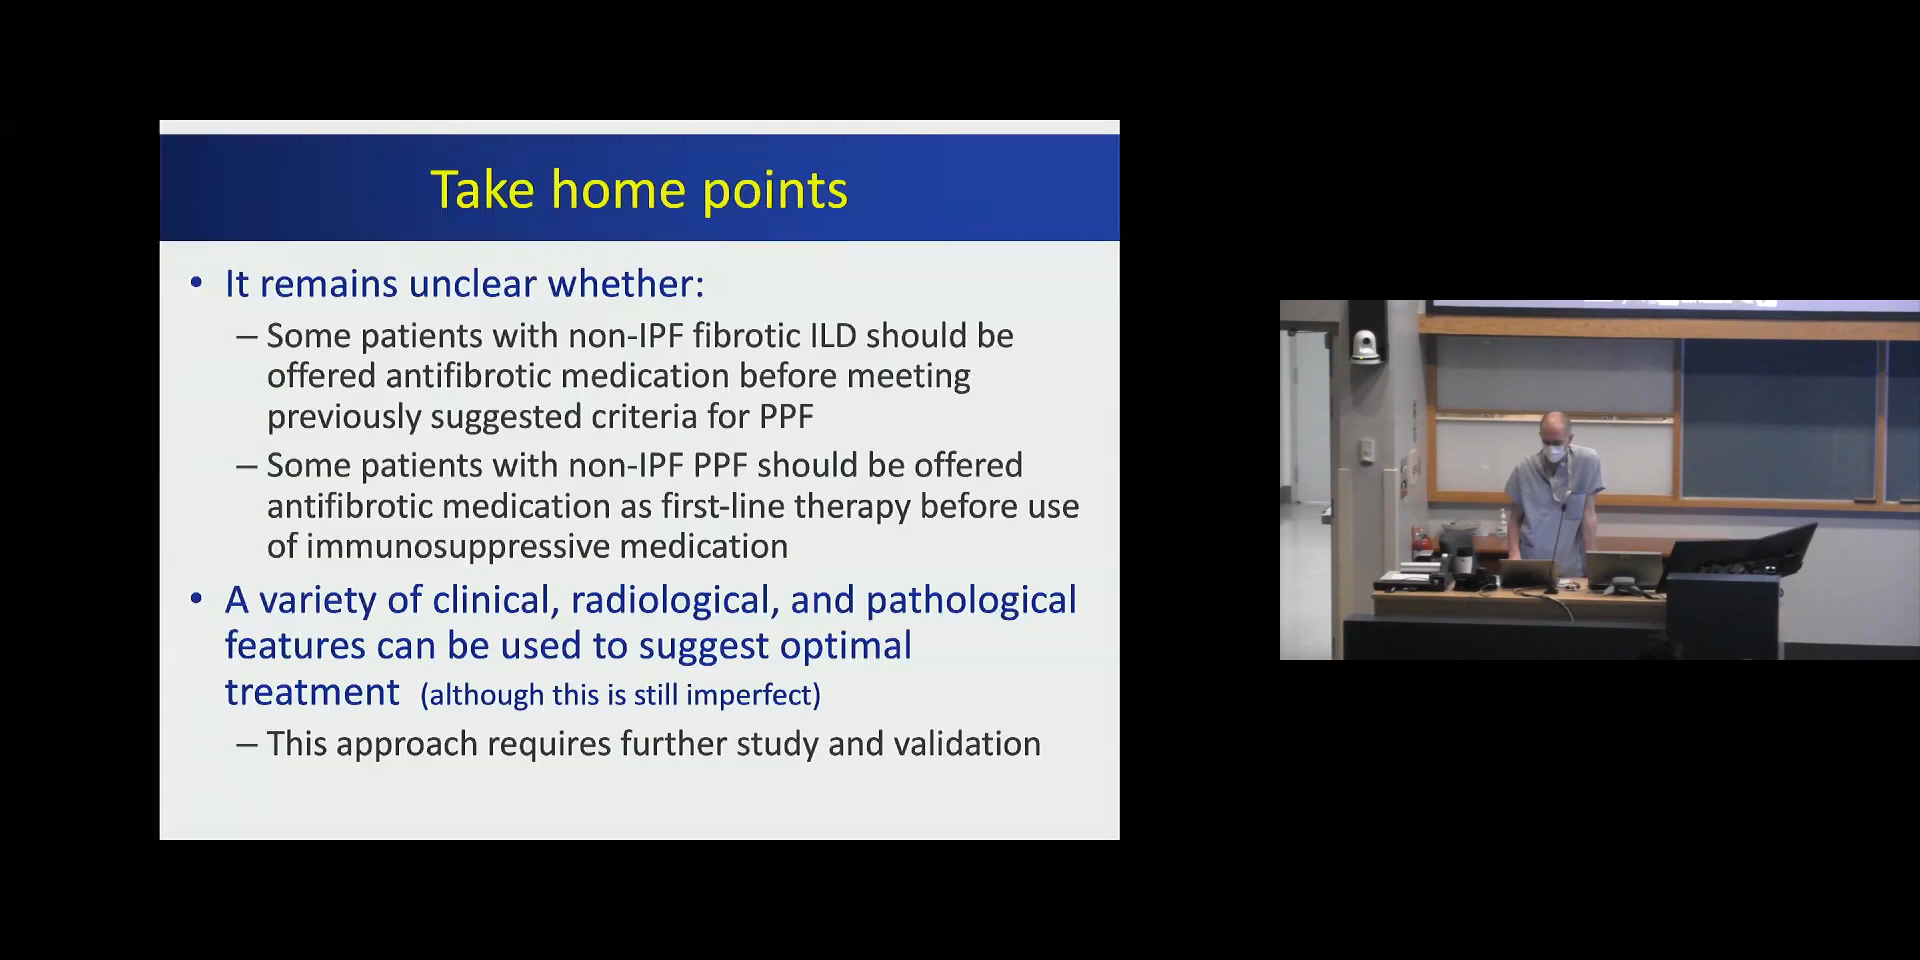 Take home points
• It remains unclear whether:
– Some patients with non-IPF fibrotic ILD should be
offered antifibrotic medication before meeting
previously suggested criteria for PPF
– Some patients with non-IPF PPF should be offered
antifibrotic medication as first-line therapy before use
of immunosuppressive medication
• A variety of clinical, radiological, and pathological
features can be used to suggest optimal
treatment (although this is still imperfect)
– This approach requires further study and validation